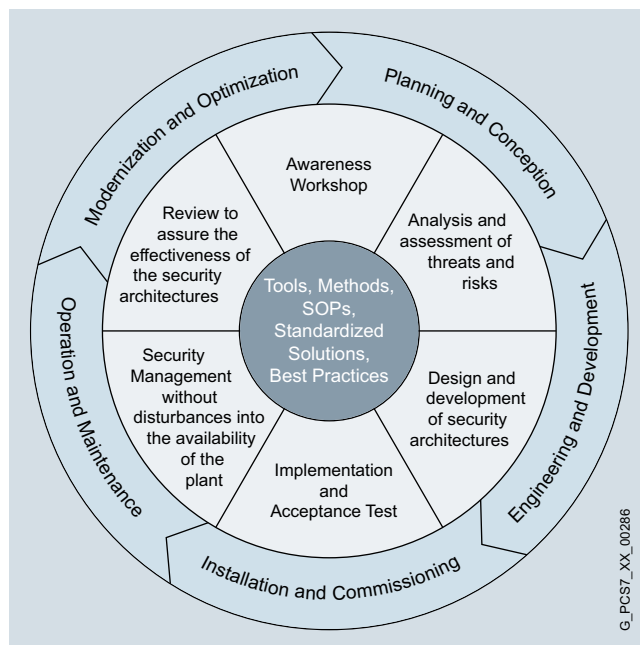 Modernization and Optimization
Planning and Conception
Engineering and Development
Installation and Commissioning
Operation and Maintenance
Awareness
Workshop
Analysis and
assessment of
threats and
risks
Design and
development
of security
architectures
Implementation
and
Acceptance Test
Security
Management
without
disturbances into
the availability
of the
plant
Review to
assure the
effectiveness of
the security
architectures
Tools, Methods,
SOPs,
Standardized
Solutions,
Best Practices
G_PCS7_XX_00286